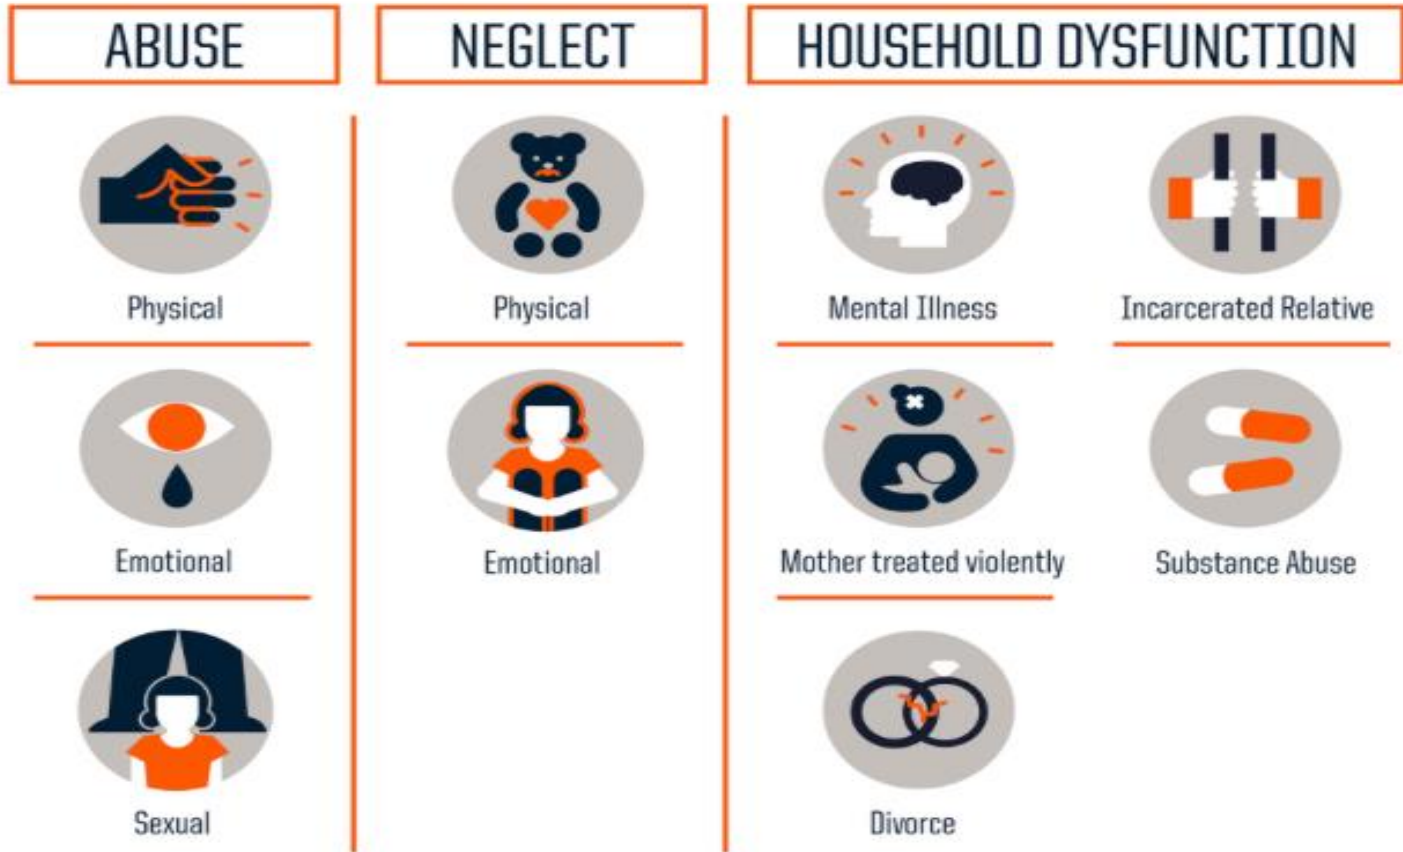 ABUSE
Physical
Emotional
Sexual
NEGLECT
Physical
Emotional
HOUSEHOLD DYSFUNCTION
Mental Illness
Incarcerated Relative
Mother treated violently
Substance Abuse
Divorce